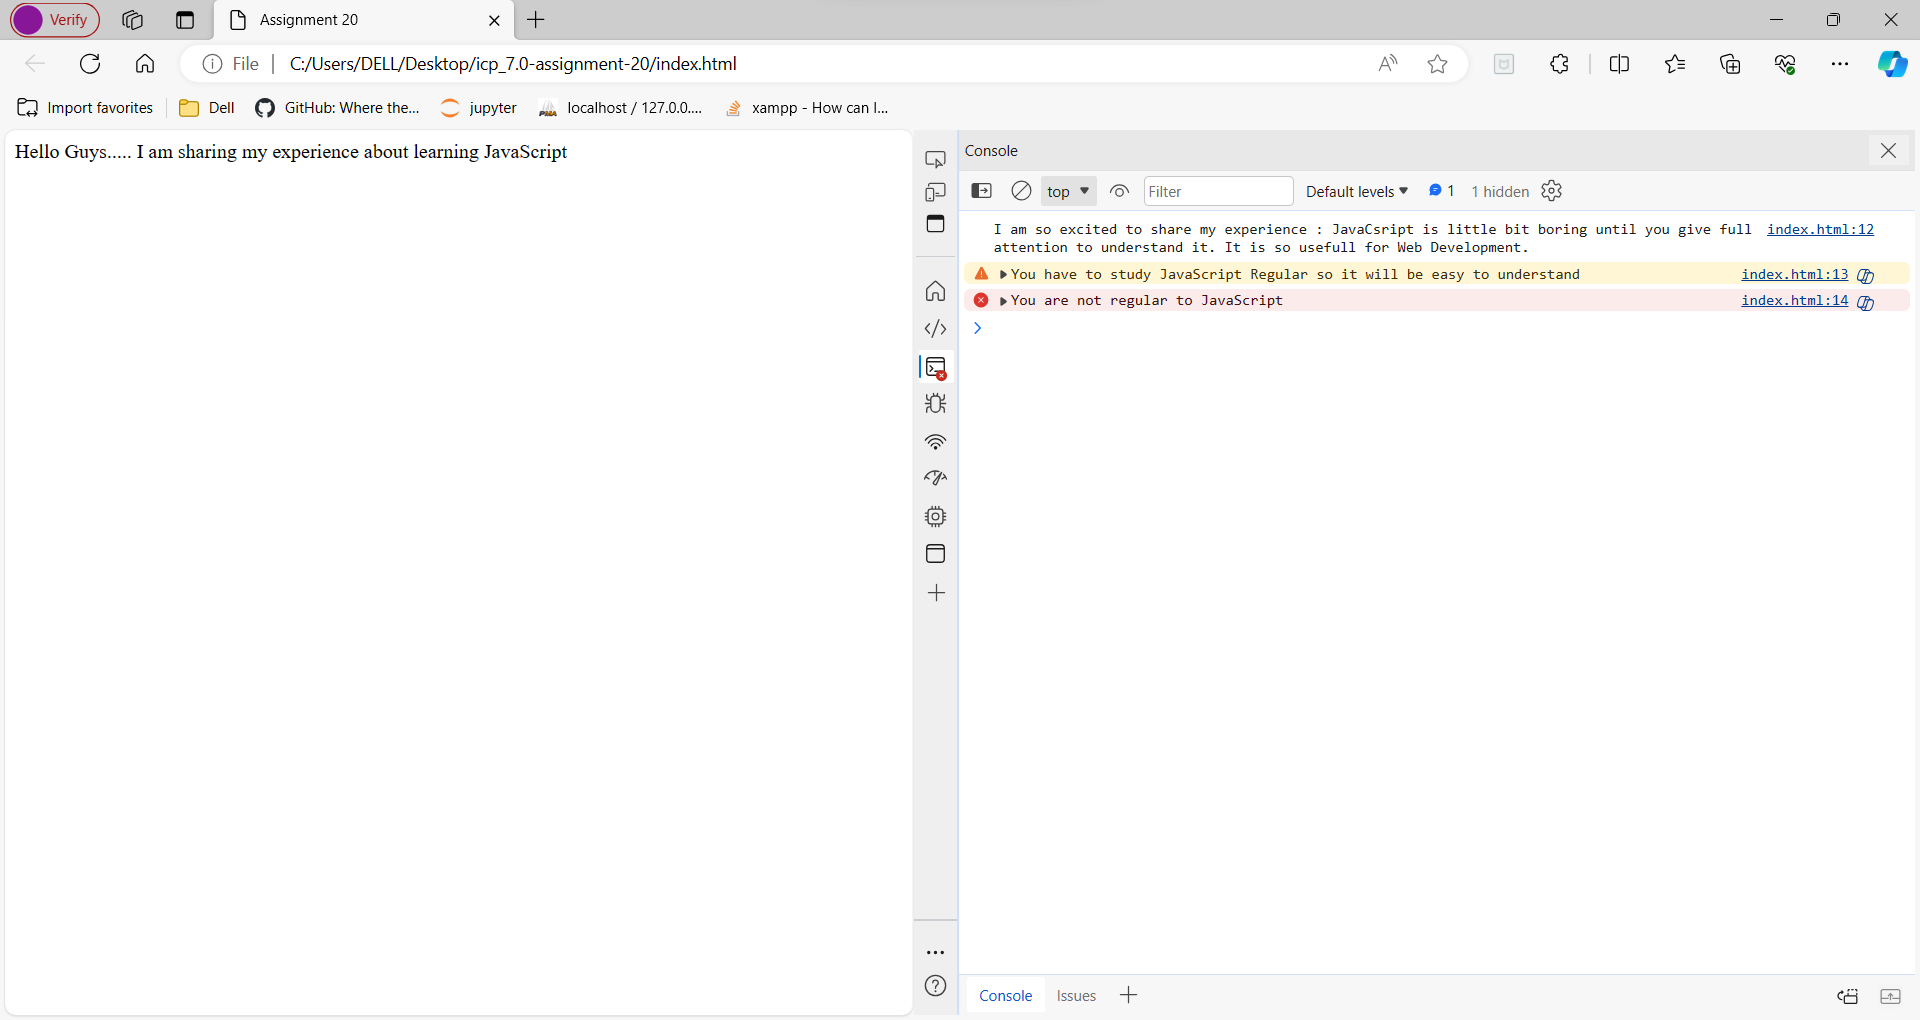 Verify
Assignment 20
File
C:/Users/DELL/Desktop/icp_7.0-assignment-20/index.html
Import favorites
Dell
GitHub: Where the...
jupyter
localhost / 127.0.0....
xampp - How can I...
Hello Guys..... I am sharing my experience about learning JavaScript
Console
top
Filter
Default levels
1
1 hidden
I am so excited to share my experience : JavaCsript is little bit boring until you give full index.html:12
attention to understand it. It is so usefull for Web Development.
You have to study JavaScript Regular so it will be easy to understand index.html:13
You are not regular to JavaScript index.html:14
Console
Issues